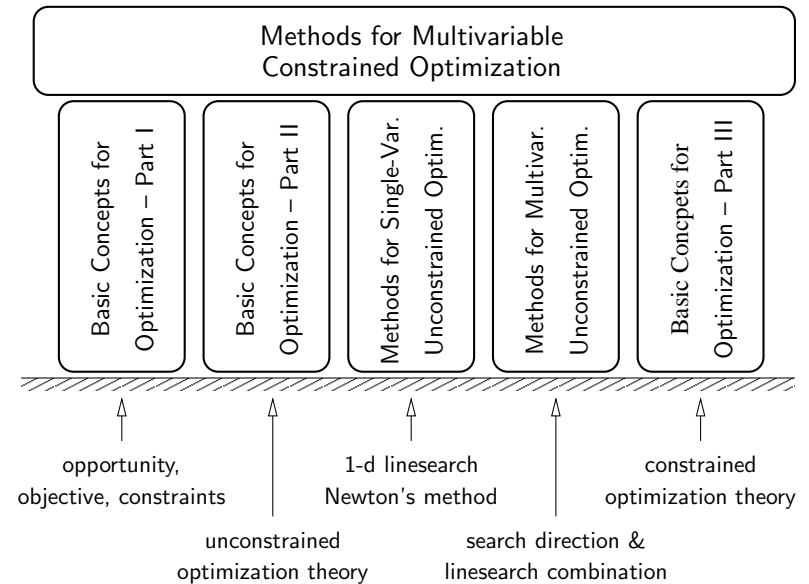 Methods for Multivariable
Constrained Optimization
Basic Concepts for
Optimization – Part I
Basic Concepts for
Optimization – Part II
Methods for Single-Var.
Unconstrained Optim.
Methods for Multivar.
Unconstrained Optim.
Basic Concpets for
Optimization – Part III
opportunity,
objective, constraints
unconstrained
optimization theory
1-d linesearch
Newton's method
search direction &
linesearch combination
constrained
optimization theory